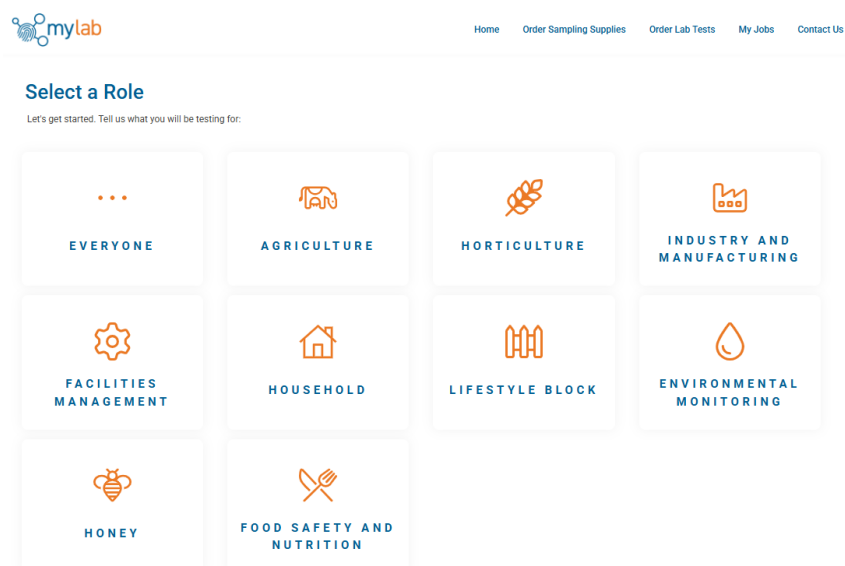 mylab
Home Order Sampling Supplies Order Lab Tests My Jobs Contact Us
Select a Role
Let's get started. Tell us what you will be testing for:
EVERYONE
AGRICULTURE
HORTICULTURE
INDUSTRY AND
MANUFACTURING
FACILITIES
MANAGEMENT
HOUSEHOLD
LIFESTYLE BLOCK
ENVIRONMENTAL
MONITORING
HONEY
FOOD SAFETY AND
NUTRITION